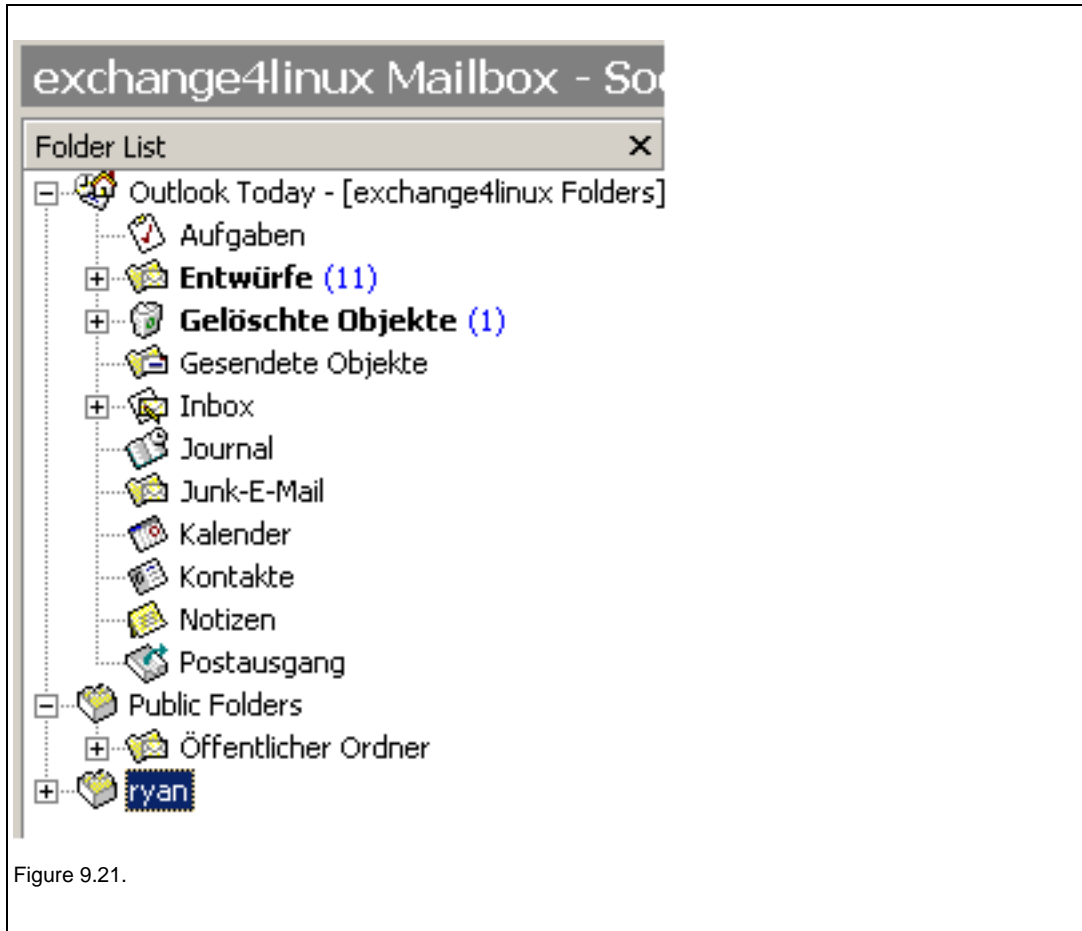 exchange4linux Mailbox - So
Folder List
Outlook Today - [exchange4linux Folders]
Aufgaben
Entwürfe (11)
Gelöschte Objekte (1)
Gesendete Objekte
Inbox
Journal
Junk-E-Mail
Kalender
Kontakte
Notizen
Postausgang
Public Folders
Öffentlicher Ordner
ryan
Figure 9.21.